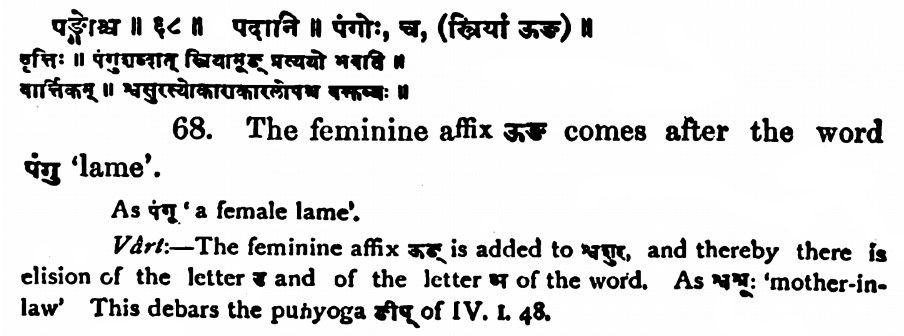 पङ्गोश्च ॥ ६८ ॥ पदानि ॥ पंगोः, च, (स्त्रियां ऊङ) ॥
वृत्तिः ॥ पंगुशब्दात् स्त्रियामूङ् प्रत्ययो भवति ॥
वार्त्तिकम् ॥ श्वसुरस्योकाराकारलोपश्च वक्तव्यः ॥
68. The feminine affix ऊङ comes after the word
पंगु ‘lame’.
As पंगू ‘a female lame’.
Vârt:—The feminine affix ऊङ् is added to श्वशुर, and thereby there is
elision of the letter उ and of the letter अ of the word. As श्वश्रू: ‘mother-in-
law’ This debars the puṅyoga ङीप् of IV. I. 48.